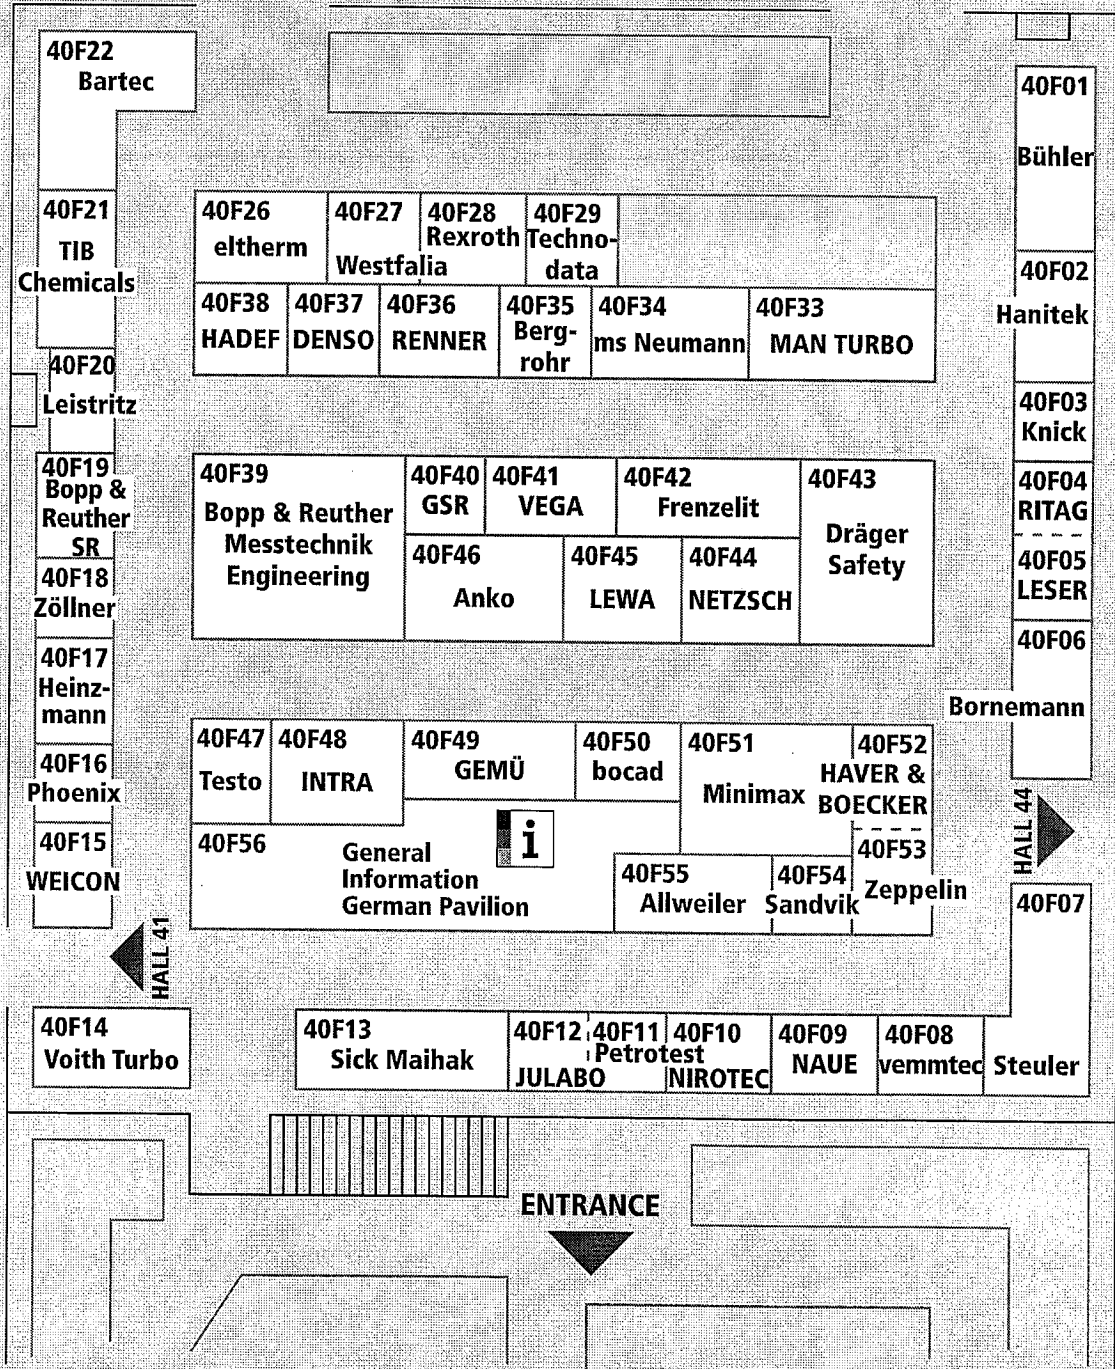 40F22
Bartec
40F01
Bühler
40F21
TIB
Chemicals
40F26
eltherm
40F27
Westfalia
40F28
Rexroth
40F29
Techno-
data
40F02
Hanitek
40F38
HADEF
40F37
DENSO
40F36
RENNER
40F35
Berg-
rohr
40F34
ms Neumann
40F33
MAN TURBO
40F20
Leistritz
40F03
Knick
40F19
Bopp &
Reuther
SR
40F39
Bopp & Reuther
Messtechnik
Engineering
40F40
GSR
40F41
VEGA
40F42
Frenzelit
40F43
Dräger
Safety
40F04
RITAG
40F18
Zöllner
40F46
Anko
40F45
LEWA
40F44
NETZSCH
40F05
LESER
40F17
Heinz-
mann
40F06
Bornemann
40F47
Testo
40F48
INTRA
40F49
GEMÜ
40F50
bocad
40F51
Minimax
40F52
HAVER &
BOECKER
40F16
Phoenix
HALL 44
40F15
WEICON
40F56
i
General
Information
German Pavilion
40F55
Allweiler
40F54
Sandvik
40F53
Zeppelin
40F07
Steuler
HALL 41
40F14
Voith Turbo
40F13
Sick Maihak
40F12
JULABO
40F11
Petrotest
40F10
NIROTEC
40F09
NAUE
40F08
vemmtec
ENTRANCE